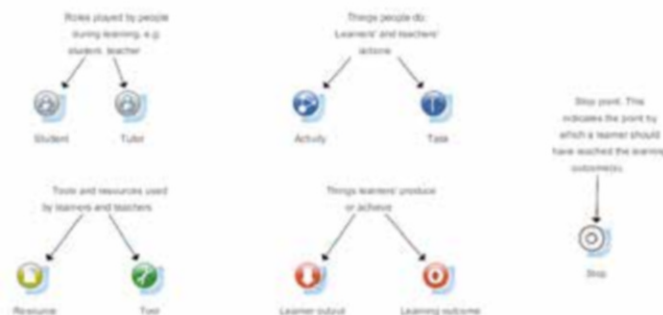 Roles played by people
during learning, e.g
student, teacher
Student
Tutor
Things people do:
Learners' and teachers'
actions
Activity
Task
Stop point. This
indicates the point by
which a learner should
have reached the learning
outcome(s).
Stop
Tools and resources used
by learners and teachers
Resource
Tool
Things learners' produce
or achieve
Learner output
Learning outcome